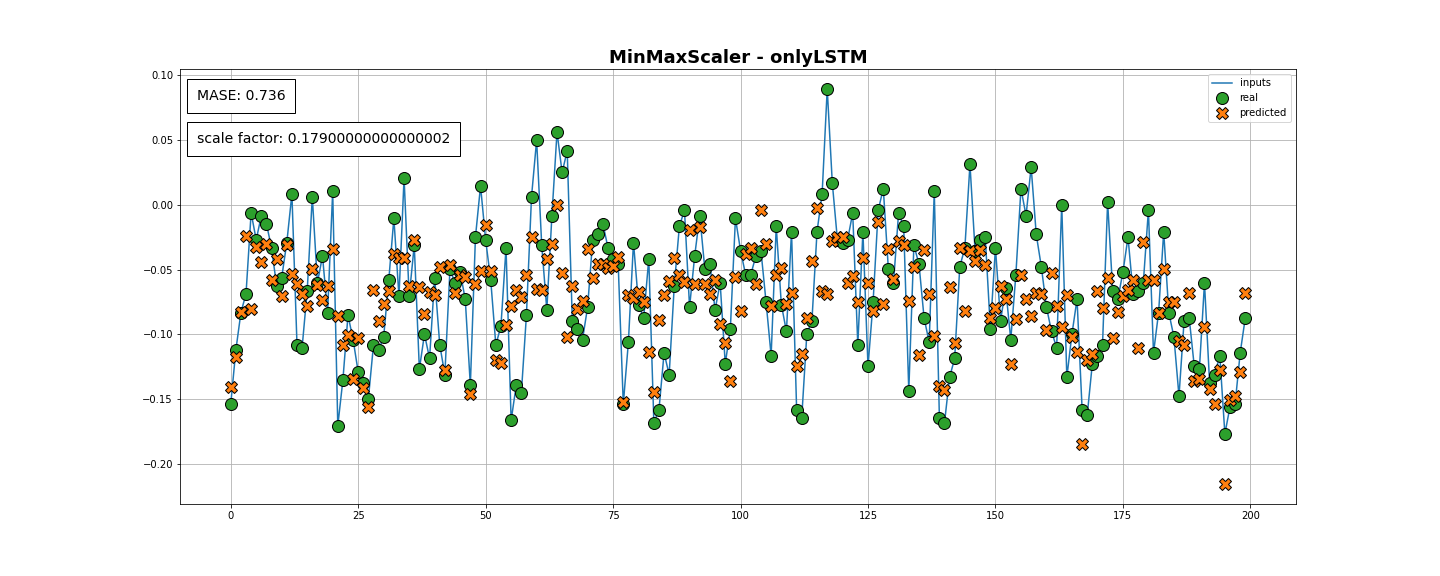 MinMaxScaler - onlyLSTM
0.10
MASE: 0.736
inputs
real
predicted
scale factor: 0.17900000000000002
0.05
0.00
−0.05
−0.10
−0.15
−0.20
0 25 50 75 100 125 150 175 200